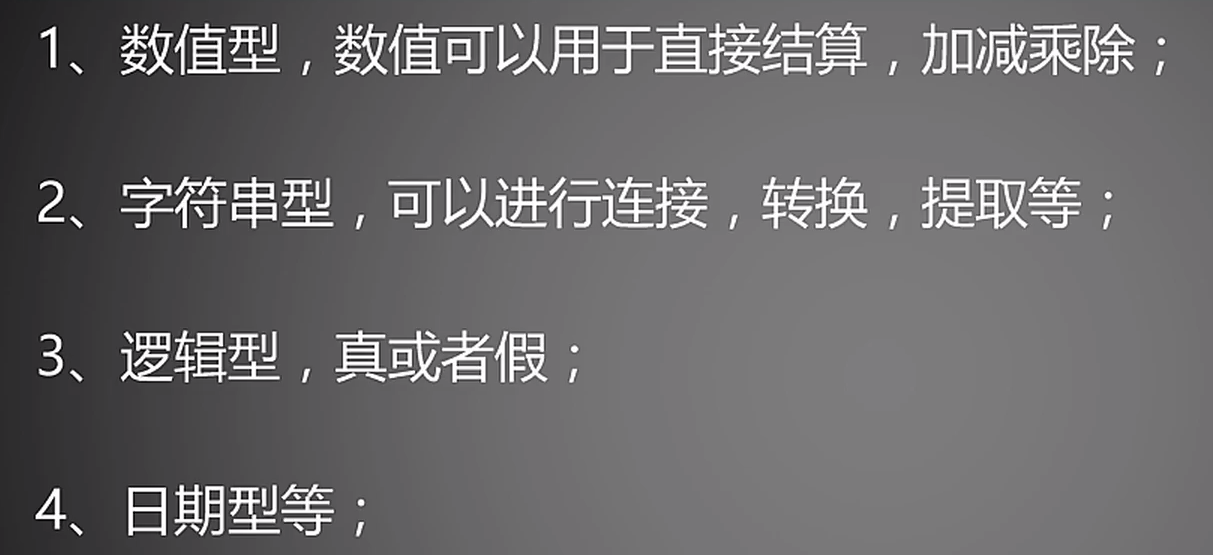 1、数值型，数值可以用于直接结算，加减乘除；
2、字符串型，可以进行连接，转换，提取等；
3、逻辑型，真或者假；
4、日期型等；